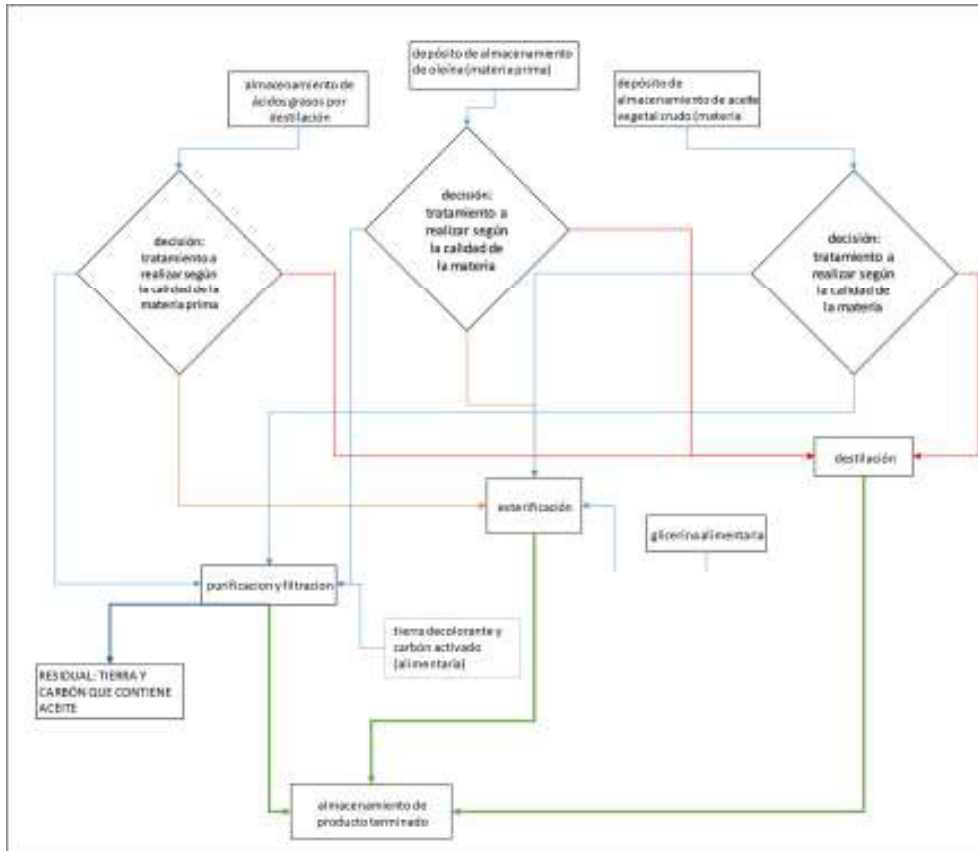 depósito de almacenamiento
de oleína (materia prima)
almacenamiento de
ácidos grasos por
destilación
depósito de
almacenamiento de aceite
vegetal crudo (materia
decisión:
tratamiento a
realizar según
la calidad de la
materia prima
decisión:
tratamiento a
realizar según
la calidad de
la materia
decisión:
tratamiento a
realizar según
la calidad de
la materia
destilación
esterificación
glicerina alimentaria
purificacion y filtracion
tierra decolorante y
carbón activado
(alimentaria)
RESIDUAL: TIERRA Y
CARBÓN QUE CONTIENE
ACEITE
almacenamiento de
producto terminado